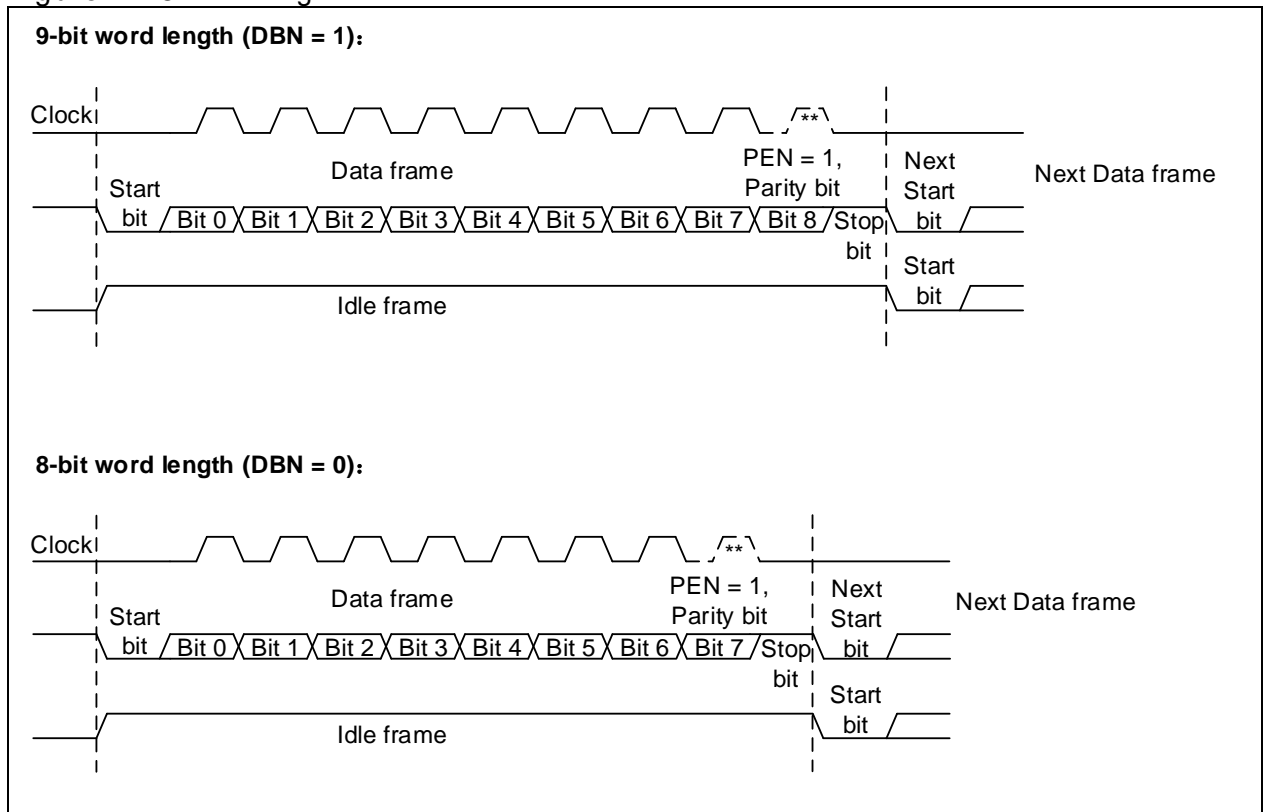 9-bit word length (DBN = 1)：
Clock
**
Data frame
PEN = 1,
Parity bit
Next
Start
bit
Next Data frame
Start
bit
Bit 0
Bit 1
Bit 2
Bit 3
Bit 4
Bit 5
Bit 6
Bit 7
Bit 8
Stop
bit
Idle frame
Start
bit
8-bit word length (DBN = 0)：
Clock
**
Data frame
PEN = 1,
Parity bit
Next
Start
bit
Next Data frame
Start
bit
Bit 0
Bit 1
Bit 2
Bit 3
Bit 4
Bit 5
Bit 6
Bit 7
Stop
bit
Idle frame
Start
bit